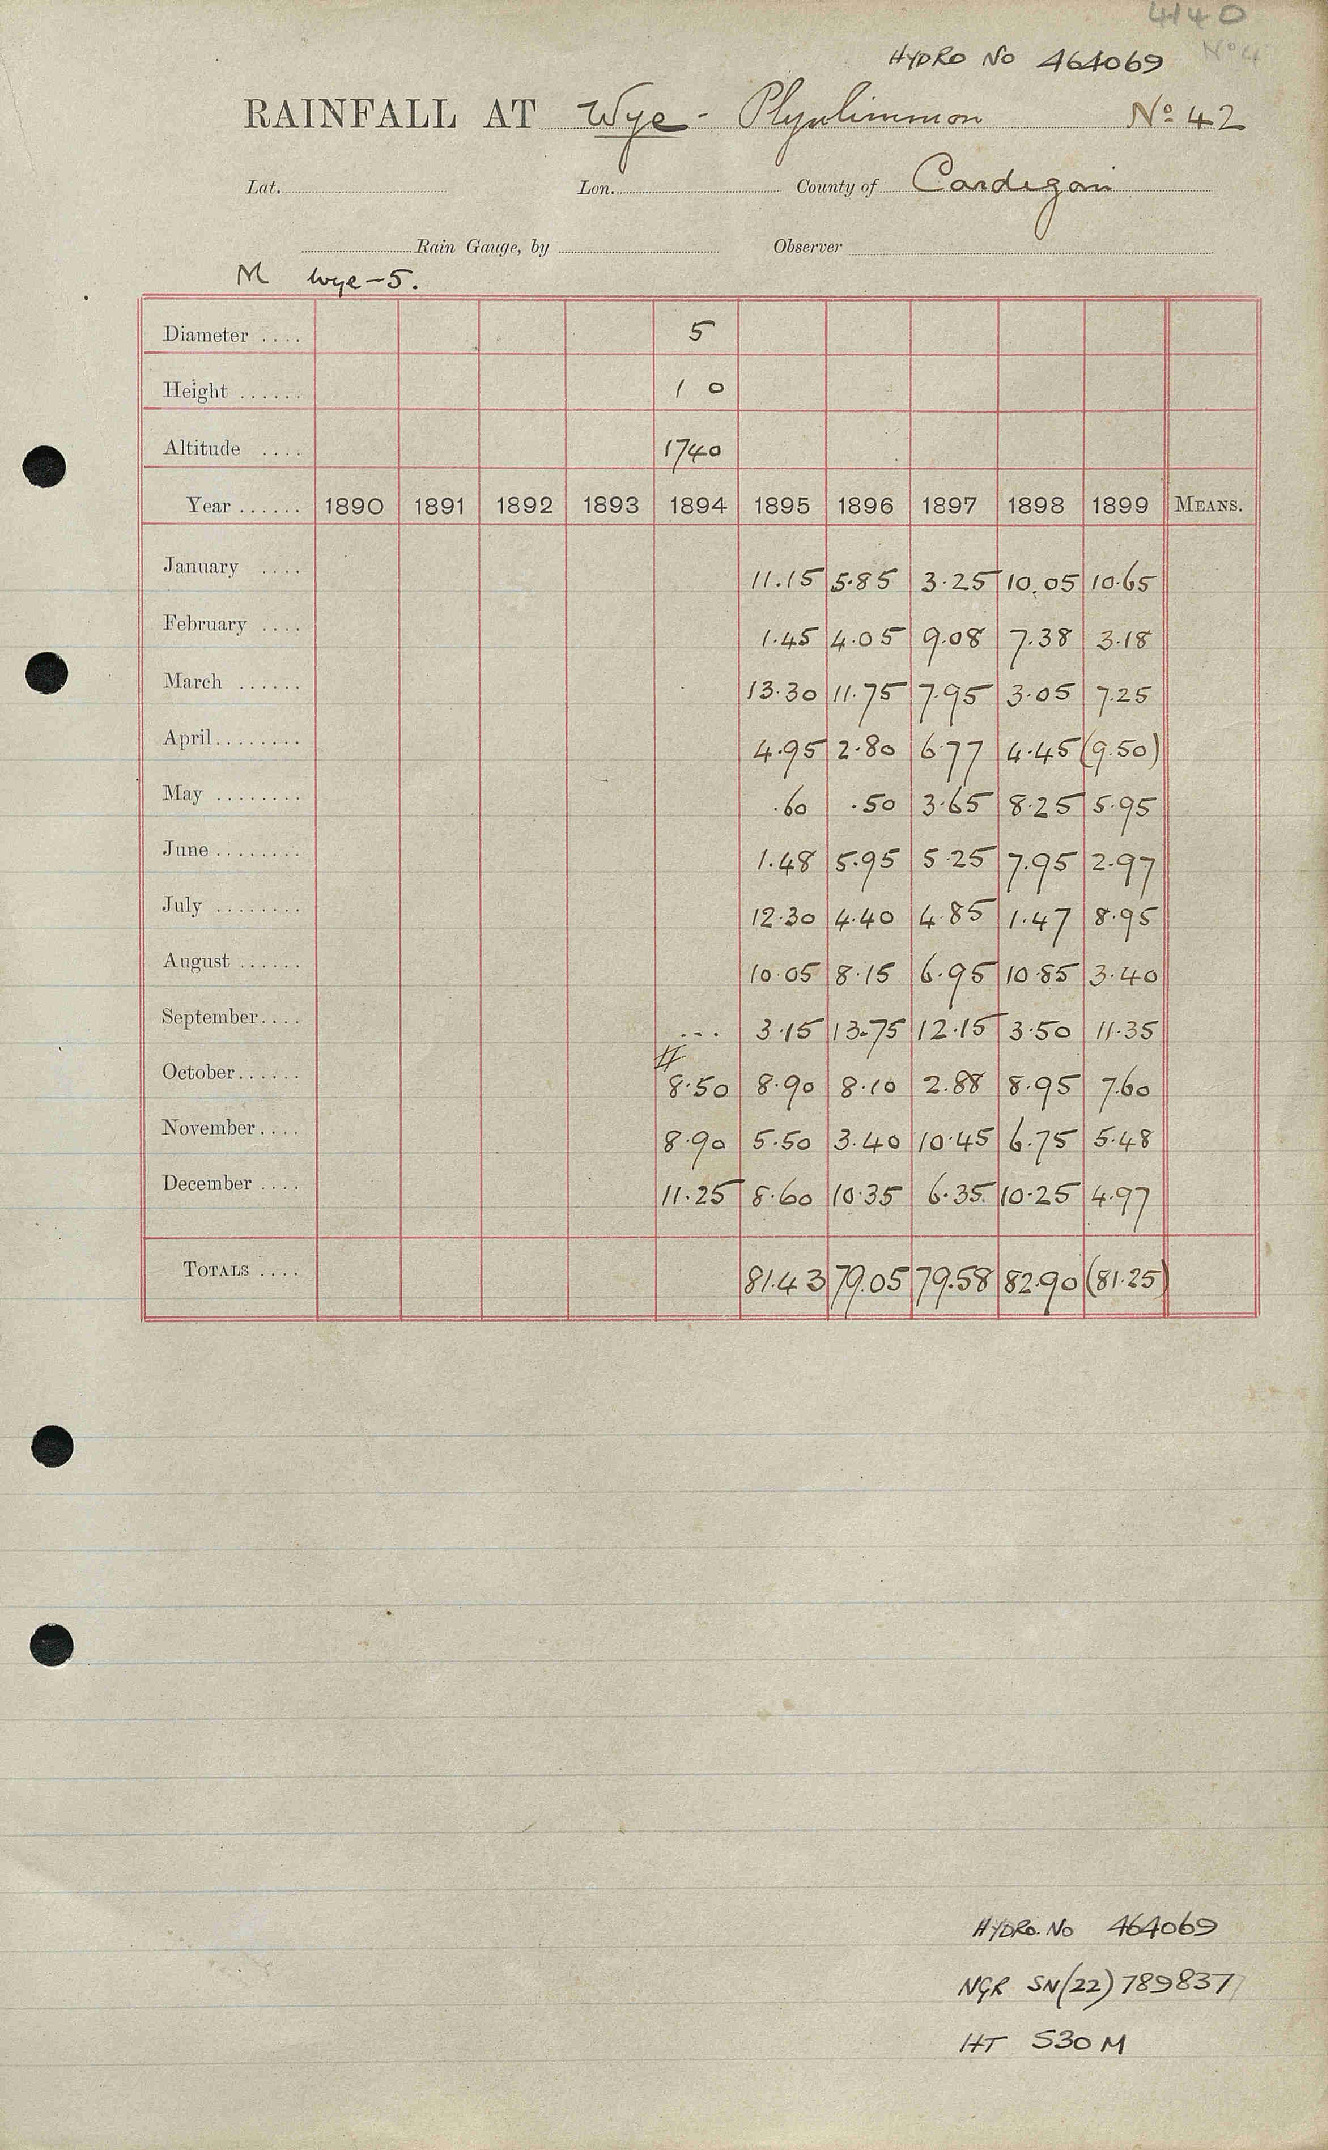 4140
HYDRO No 464069 No 4
RAINFALL AT Wye - Plynlimmon No 42
Lat. Lon. County of Cardigan
Rain Gauge, by Observer
M Wye-5.
Diameter .... 5
Height ...... 1 0
Altitude .... 1740
Year ...... 1890 1891 1892 1893 1894 1895 1896 1897 1898 1899 MEANS.
January .... 11.15 5.85 3.25 10.05 10.65
February .... 1.45 4.05 9.08 7.38 3.18
March ...... 13.30 11.75 7.95 3.05 7.25
April........ 4.95 2.80 6.77 4.45 (9.50)
May ........ .60 .50 3.65 8.25 5.95
June ........ 1.48 5.95 5.25 7.95 2.97
July ........ 12.30 4.40 4.85 1.47 8.95
August ...... 10.05 8.15 6.95 10.85 3.40
September.... ... 3.15 13.75 12.15 3.50 11.35
October...... # 8.50 8.90 8.10 2.88 8.95 7.60
November.... 8.90 5.50 3.40 10.45 6.75 5.48
December .... 11.25 8.60 10.35 6.35 10.25 4.97
TOTALS .... 81.43 79.05 79.58 82.90 (81.25)
HYDRO. No 464069
NGR SN(22) 789837
HT 530 M